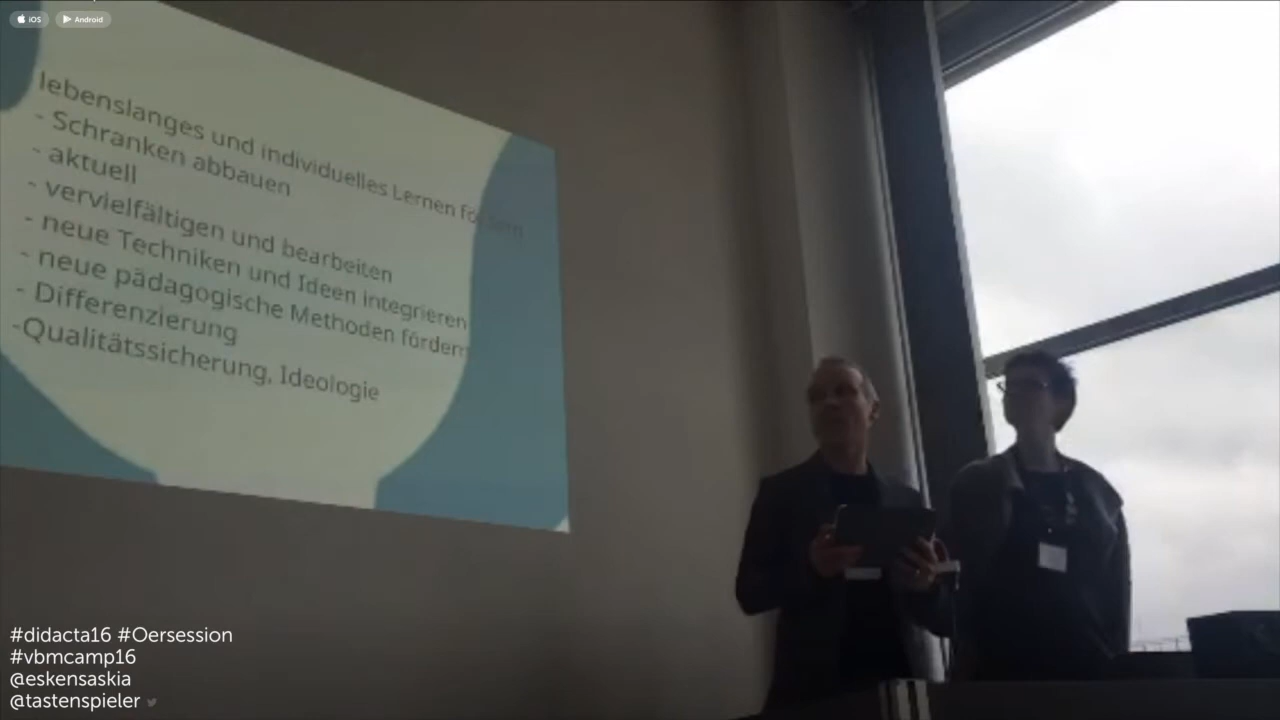 iOS
Android
lebenslanges und individuelles Lernen fördern
- Schranken abbauen
- aktuell
- vervielfältigen und bearbeiten
- neue Techniken und Ideen integrieren
- neue pädagogische Methoden fördern
- Differenzierung
-Qualitätssicherung, Ideologie
#didacta16 #Oersession
#vbmcamp16
@eskensaskia
@tastenspieler